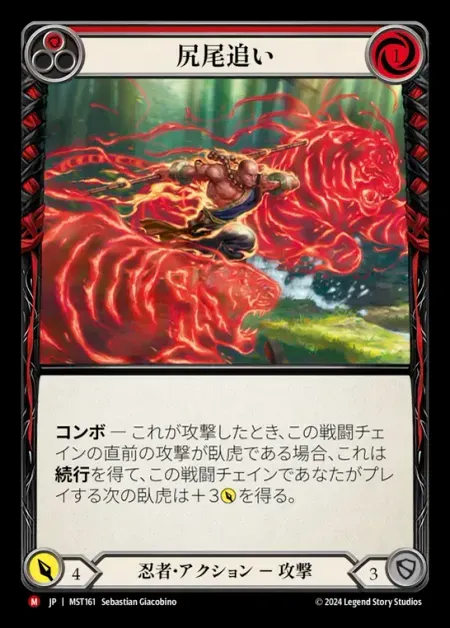 1
尻尾追い
コンボ — これが攻撃したとき、この戦闘チェ
インの直前の攻撃が臥虎である場合、これは
続行を得て、この戦闘チェインであなたがプレ
イする次の臥虎は＋3を得る。
4
忍者・アクション － 攻撃
3
M JP | MST161 Sebastian Giacobino
© 2024 Legend Story Studios